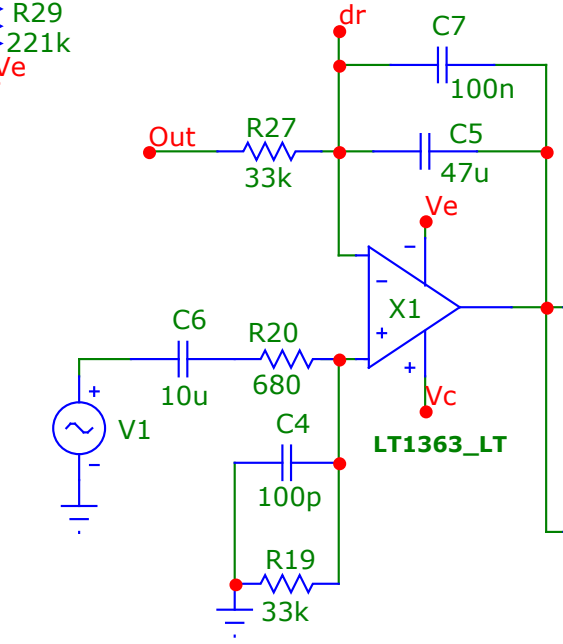 R29
221k
Ve
dr
C7
100n
Out
R27
33k
C5
47u
Ve
X1
C6
10u
R20
680
V1
Vc
LT1363_LT
C4
100p
R19
33k